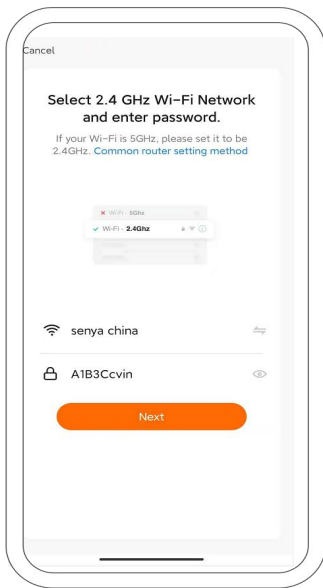 Cancel
Select 2.4 GHz Wi-Fi Network
and enter password.
If your Wi-Fi is 5GHz, please set it to be
2.4GHz. Common router setting method
Wi-Fi - 5Ghz
Wi-Fi - 2.4Ghz
senya china
A1B3Ccvin
Next